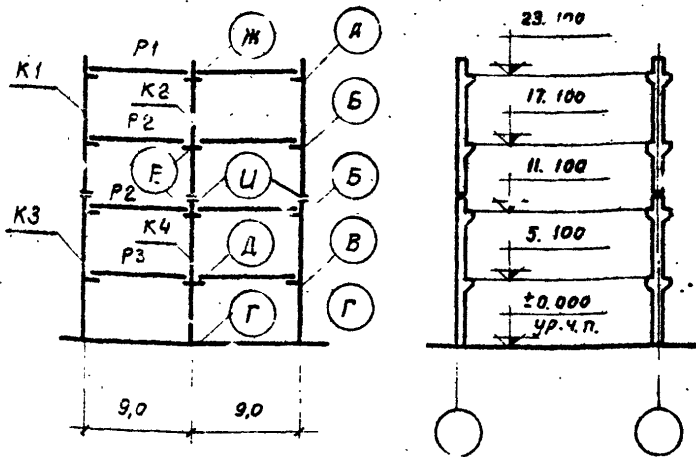 23.100
Ж
А
Р1
К1
К2
17.100
Р2
Б
Е
И
11.100
Р2
Б
К3
К4
Д
В
5.100
Р3
Г
Г
±0.000
ур.ч.п.
9,0
9,0